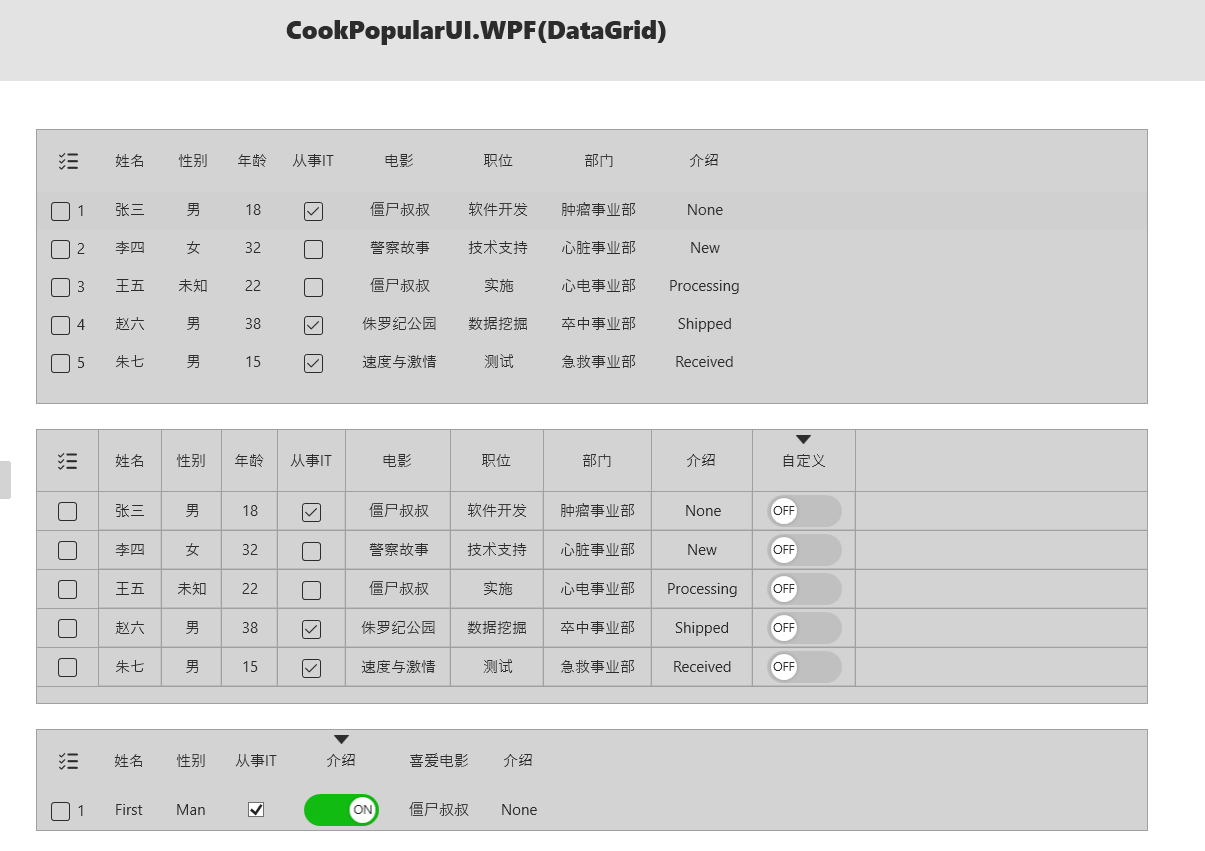 CookPopularUI.WPF(DataGrid)
姓名 性别 年龄 从事IT 电影 职位 部门 介绍
1 张三 男 18 僵尸叔叔 软件开发 肿瘤事业部 None
2 李四 女 32 警察故事 技术支持 心脏事业部 New
3 王五 未知 22 僵尸叔叔 实施 心电事业部 Processing
4 赵六 男 38 侏罗纪公园 数据挖掘 卒中事业部 Shipped
5 朱七 男 15 速度与激情 测试 急救事业部 Received
姓名 性别 年龄 从事IT 电影 职位 部门 介绍 自定义
张三 男 18 僵尸叔叔 软件开发 肿瘤事业部 None OFF
李四 女 32 警察故事 技术支持 心脏事业部 New OFF
王五 未知 22 僵尸叔叔 实施 心电事业部 Processing OFF
赵六 男 38 侏罗纪公园 数据挖掘 卒中事业部 Shipped OFF
朱七 男 15 速度与激情 测试 急救事业部 Received OFF
姓名 性别 从事IT 介绍 喜爱电影 介绍
1 First Man ON 僵尸叔叔 None